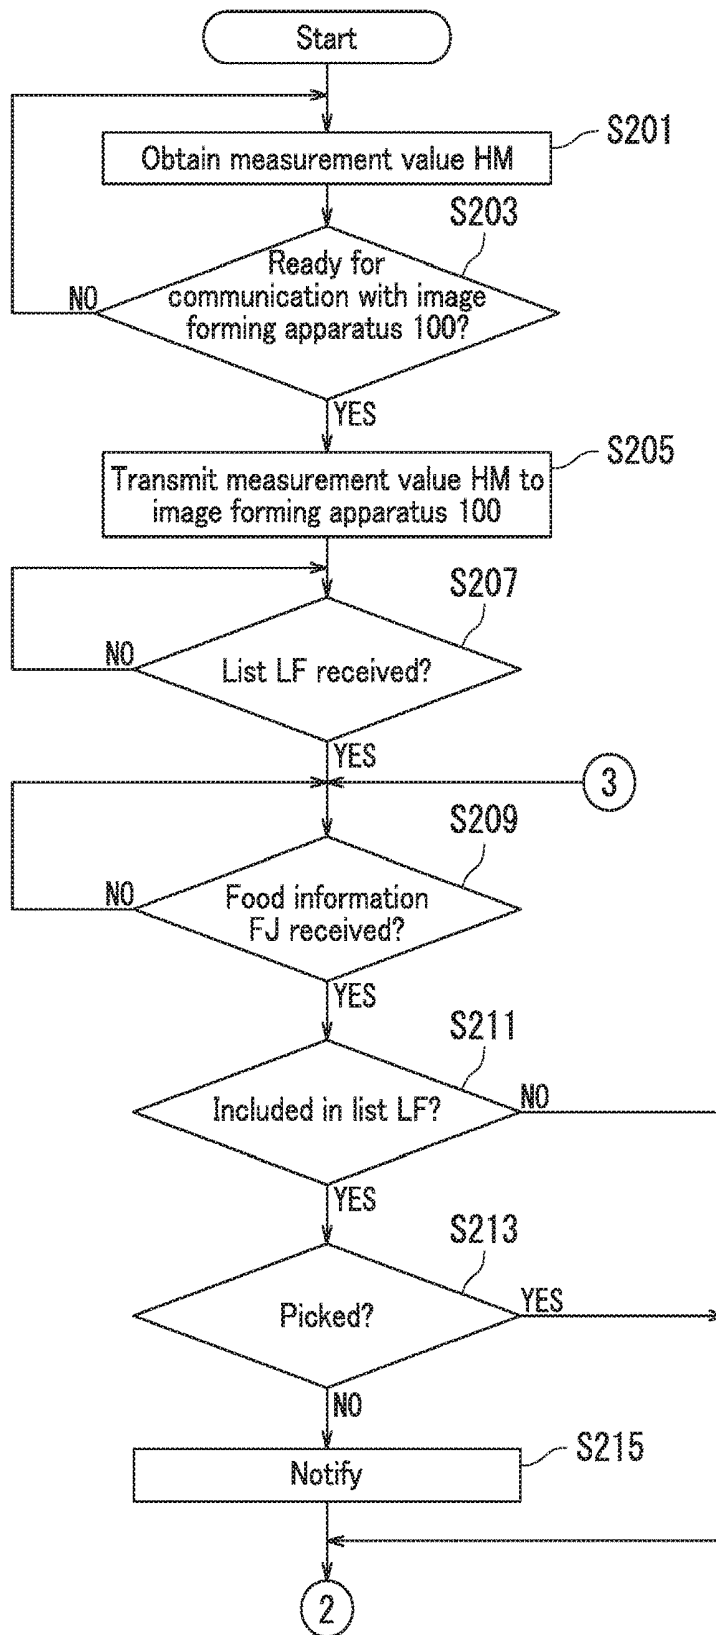 Start
S201
Obtain measurement value HM
S203
Ready for
communication with image
forming apparatus 100?
NO
YES
S205
Transmit measurement value HM to
image forming apparatus 100
S207
NO
List LF received?
YES
3
S209
NO
Food information
FJ received?
YES
S211
Included in list LF?
NO
YES
S213
Picked?
YES
NO
S215
Notify
2